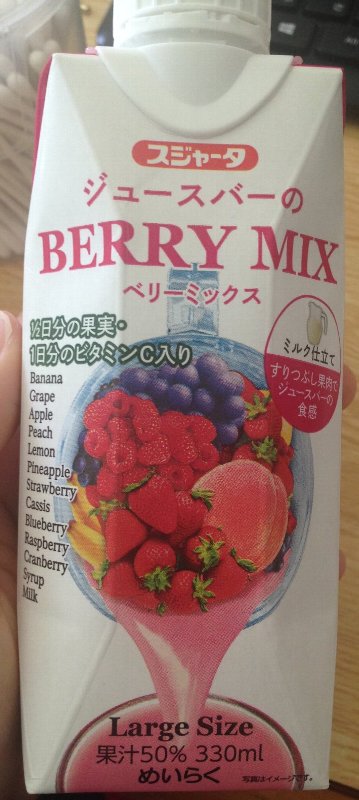 スジャータ
ジュースバーの
BERRY MIX
ベリーミックス
½日分の果実・
1日分のビタミンC入り
ミルク仕立て
すりつぶし果肉で
ジュースバーの
食感
Banana
Grape
Apple
Peach
Lemon
Pineapple
Strawberry
Cassis
Blueberry
Raspberry
Cranberry
Syrup
Milk
Large Size
果汁50% 330ml
めいらく
写真はイメージです。